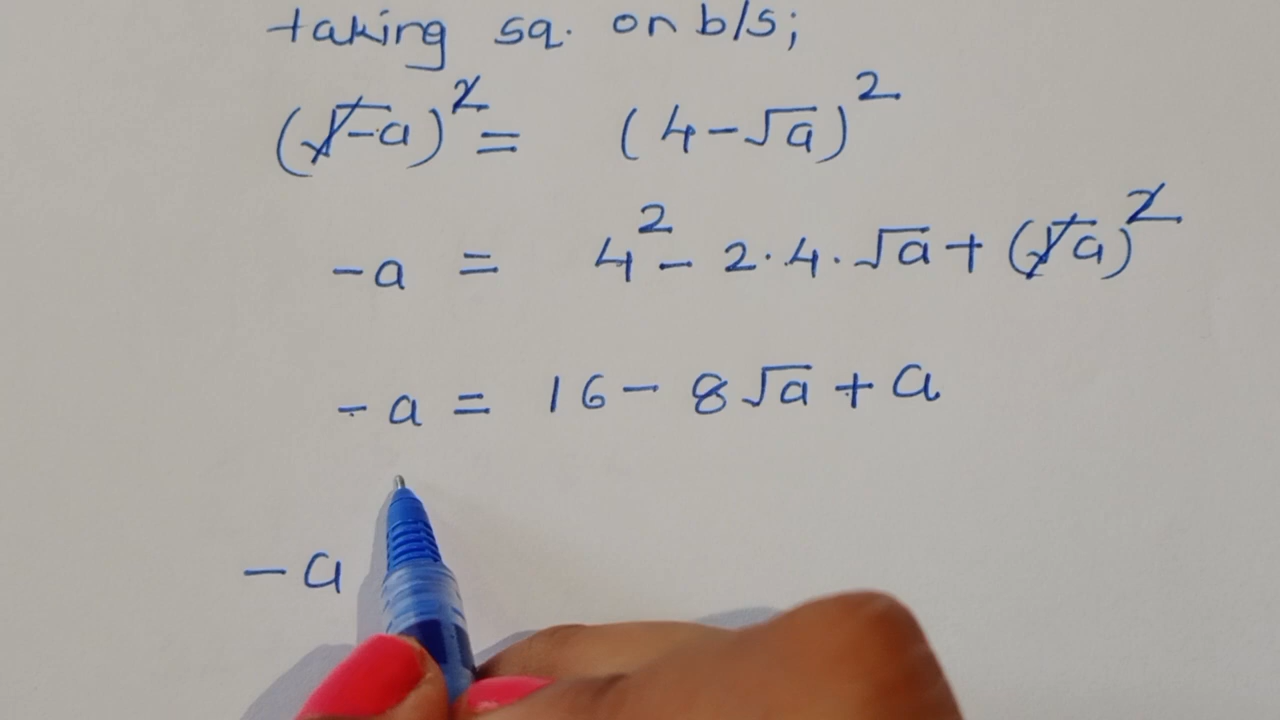 taking sq. on b/s;
(√-a)² = (4-√a)²
-a = 4² - 2·4·√a + (√a)²
-a = 16 - 8√a + a
-a